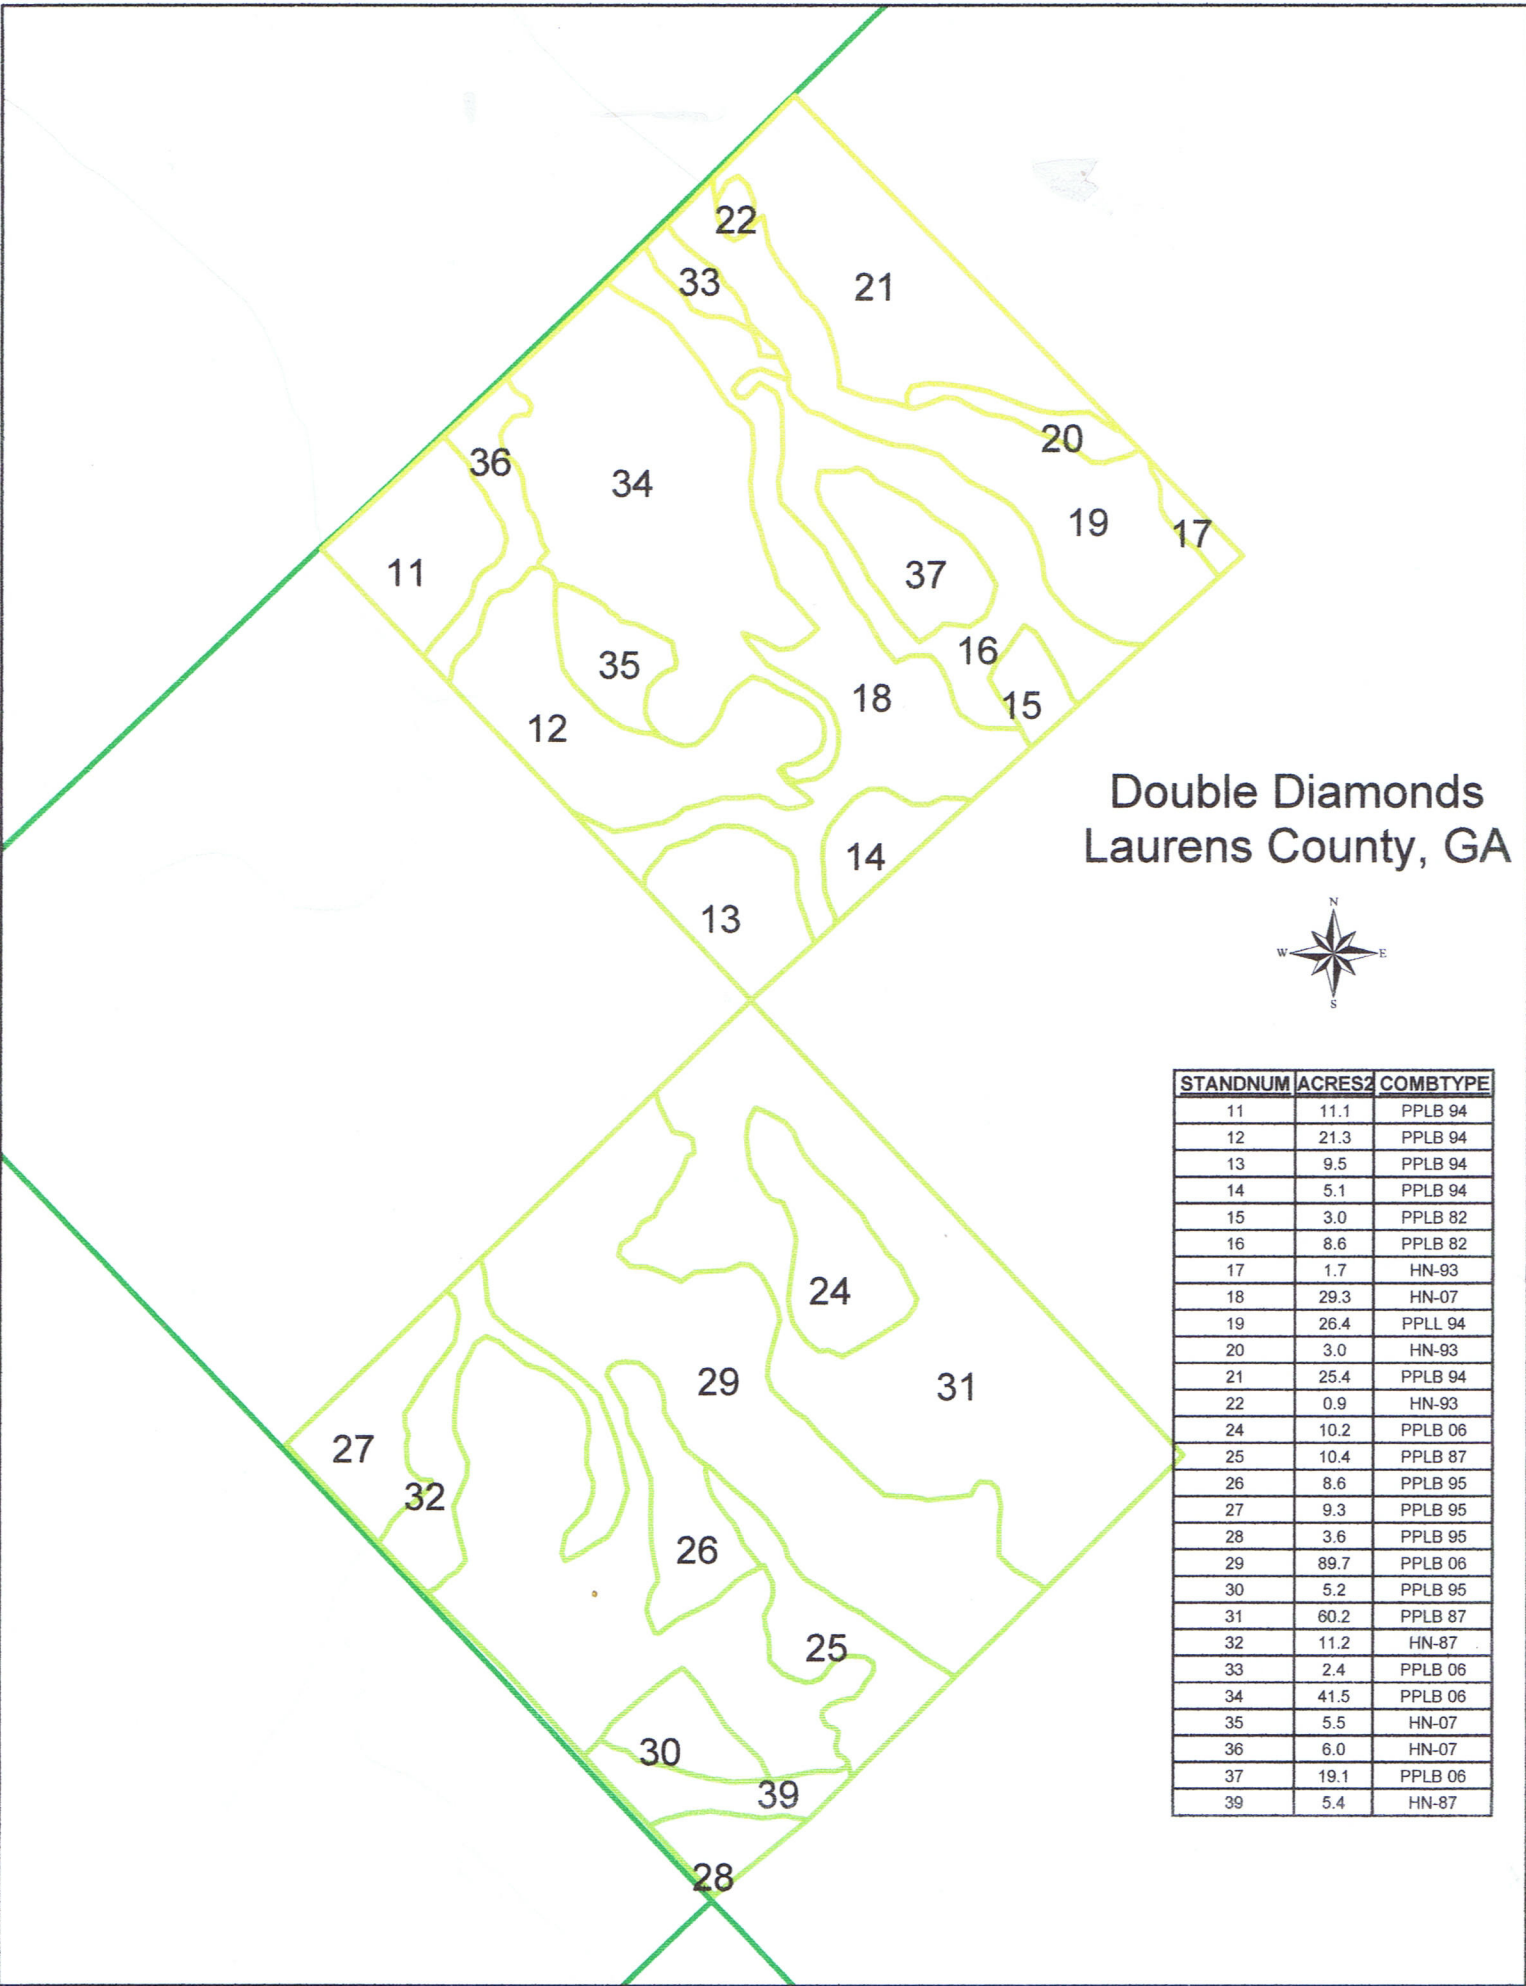 22
33
21
20
36
34
19
17
11
37
16
35
15
18
12
Double Diamonds
Laurens County, GA
14
13
N
W E
S
STANDNUM ACRES2 COMBTYPE
11 11.1 PPLB 94
12 21.3 PPLB 94
13 9.5 PPLB 94
14 5.1 PPLB 94
15 3.0 PPLB 82
16 8.6 PPLB 82
17 1.7 HN-93
18 29.3 HN-07
19 26.4 PPLL 94
20 3.0 HN-93
21 25.4 PPLB 94
22 0.9 HN-93
24 10.2 PPLB 06
25 10.4 PPLB 87
26 8.6 PPLB 95
27 9.3 PPLB 95
28 3.6 PPLB 95
29 89.7 PPLB 06
30 5.2 PPLB 95
31 60.2 PPLB 87
32 11.2 HN-87
33 2.4 PPLB 06
34 41.5 PPLB 06
35 5.5 HN-07
36 6.0 HN-07
37 19.1 PPLB 06
39 5.4 HN-87
24
29
31
27
32
26
25
30
39
28